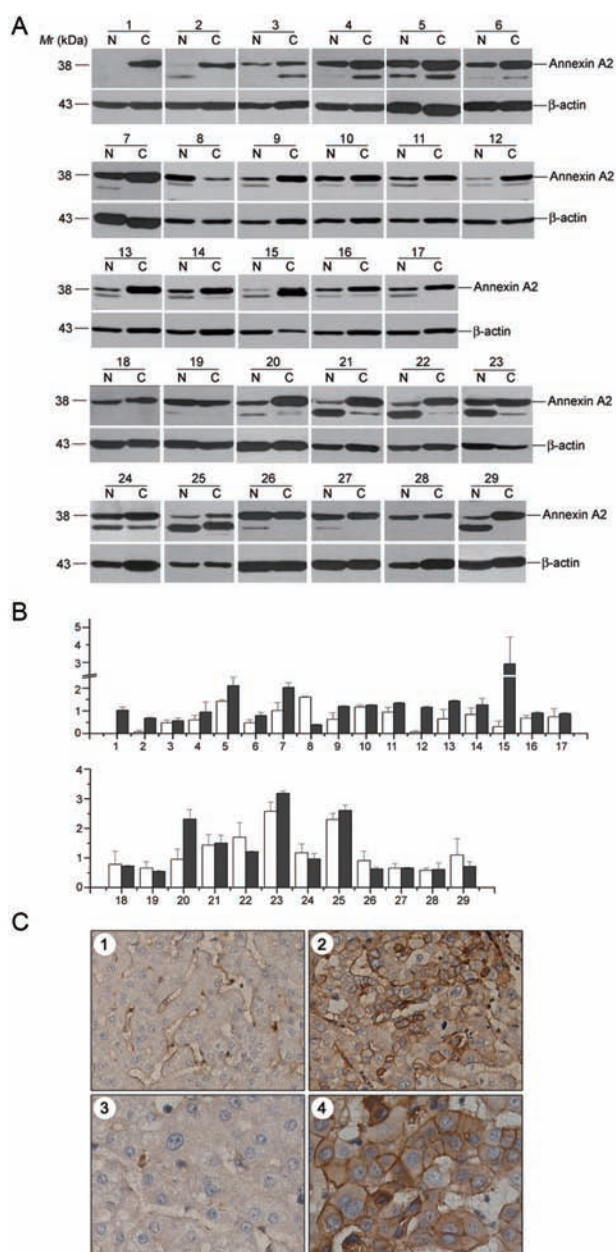 A
1 2 3 4 5 6
Mr (kDa) N C N C N C N C N C N C
38 Annexin A2
43 β-actin
7 8 9 10 11 12
N C N C N C N C N C N C
38 Annexin A2
43 β-actin
13 14 15 16 17
N C N C N C N C N C
38 Annexin A2
43 β-actin
18 19 20 21 22 23
N C N C N C N C N C N C
38 Annexin A2
43 β-actin
24 25 26 27 28 29
N C N C N C N C N C N C
38 Annexin A2
43 β-actin
B
5
4
3
2
1
0
1 2 3 4 5 6 7 8 9 10 11 12 13 14 15 16 17
4
3
2
1
0
18 19 20 21 22 23 24 25 26 27 28 29
C
1 2
3 4